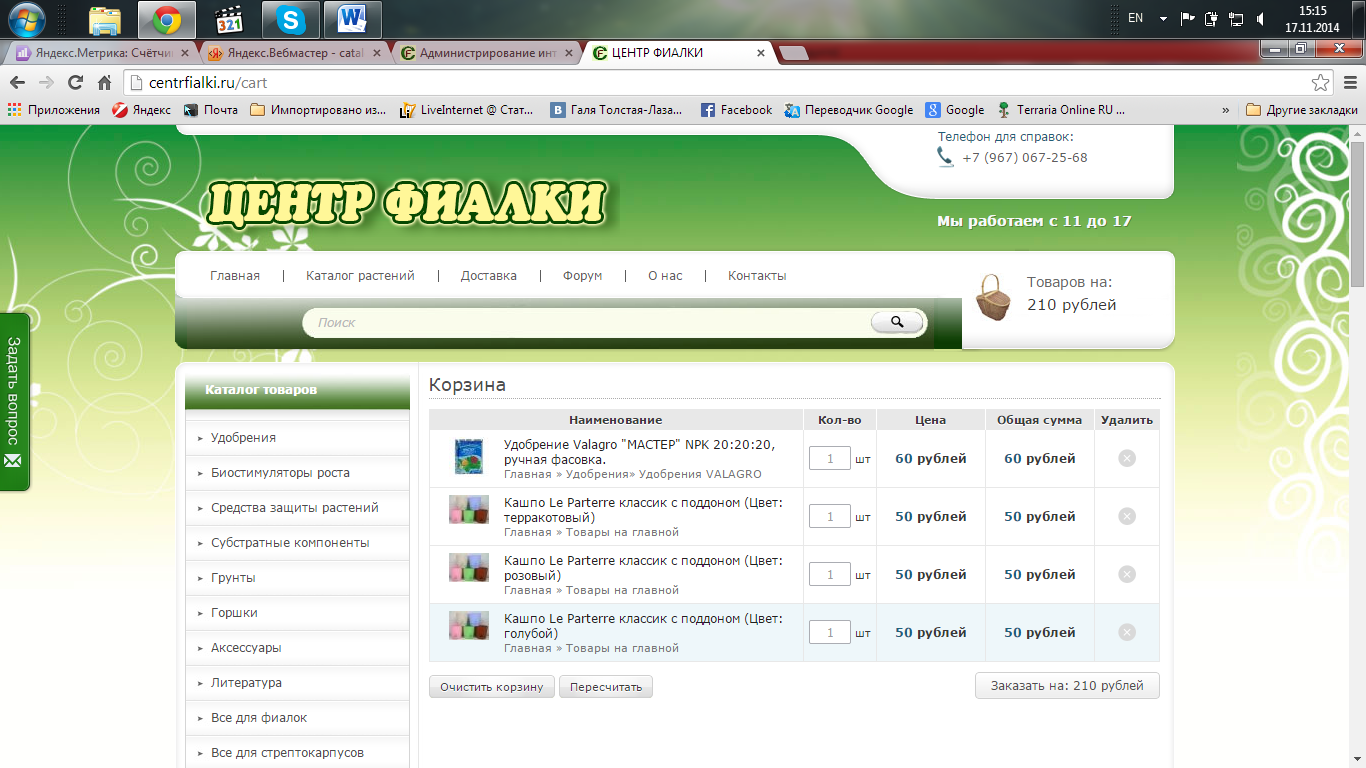 EN
15:15
17.11.2014
321
Яндекс.Метрика: Счётчи
Яндекс.Вебмастер - catal
Администрирование инт
ЦЕНТР ФИАЛКИ
centrfialki.ru/cart
Приложения
Яндекс
Почта
Импортировано из...
LiveInternet @ Стат...
Галя Толстая-Лаза...
Facebook
Переводчик Google
Google
Terraria Online RU ...
»
Другие закладки
Телефон для справок:
+7 (967) 067-25-68
ЦЕНТР ФИАЛКИ
Мы работаем с 11 до 17
Главная | Каталог растений | Доставка | Форум | О нас | Контакты
Товаров на:
210 рублей
Поиск
Задать вопрос
Каталог товаров
Удобрения
Биостимуляторы роста
Средства защиты растений
Субстратные компоненты
Грунты
Горшки
Аксессуары
Литература
Все для фиалок
Все для стрептокарпусов
Корзина
Наименование Кол-во Цена Общая сумма Удалить
Удобрение Valagro "МАСТЕР" NPK 20:20:20,
ручная фасовка.
Главная » Удобрения» Удобрения VALAGRO
1 шт 60 рублей 60 рублей
Кашпо Le Parterre классик с поддоном (Цвет:
терракотовый)
Главная » Товары на главной
1 шт 50 рублей 50 рублей
Кашпо Le Parterre классик с поддоном (Цвет:
розовый)
Главная » Товары на главной
1 шт 50 рублей 50 рублей
Кашпо Le Parterre классик с поддоном (Цвет:
голубой)
Главная » Товары на главной
1 шт 50 рублей 50 рублей
Очистить корзину
Пересчитать
Заказать на: 210 рублей